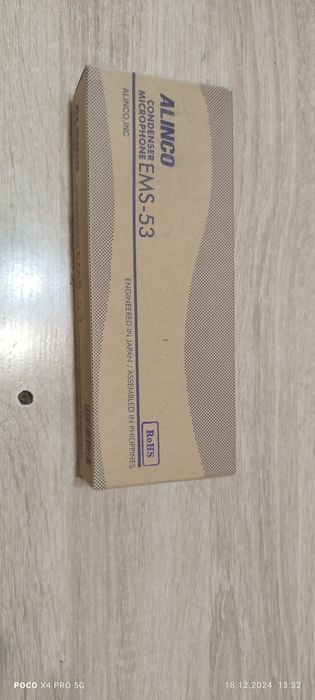 ALINCO
CONDENSER
MICROPHONE EMS-53
ALINCO,INC
ENGINEERED IN JAPAN / ASSEMBLED IN PHILIPPINES
RoHS
POCO X4 PRO 5G
18.12.2024 13:32